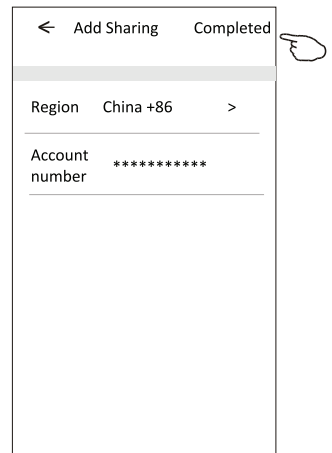 ← Add Sharing Completed
Region China +86 >
Account
number ***********